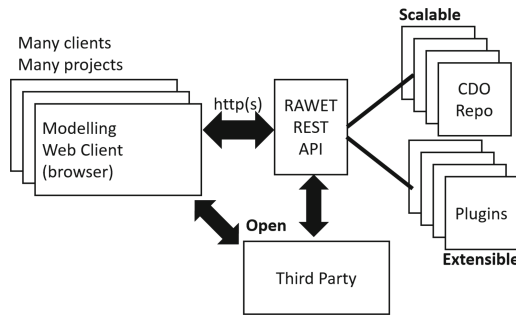 Many clients
Many projects
Modelling
Web Client
(browser)
http(s)
RAWET
REST
API
Scalable
CDO
Repo
Plugins
Extensible
Open
Third Party